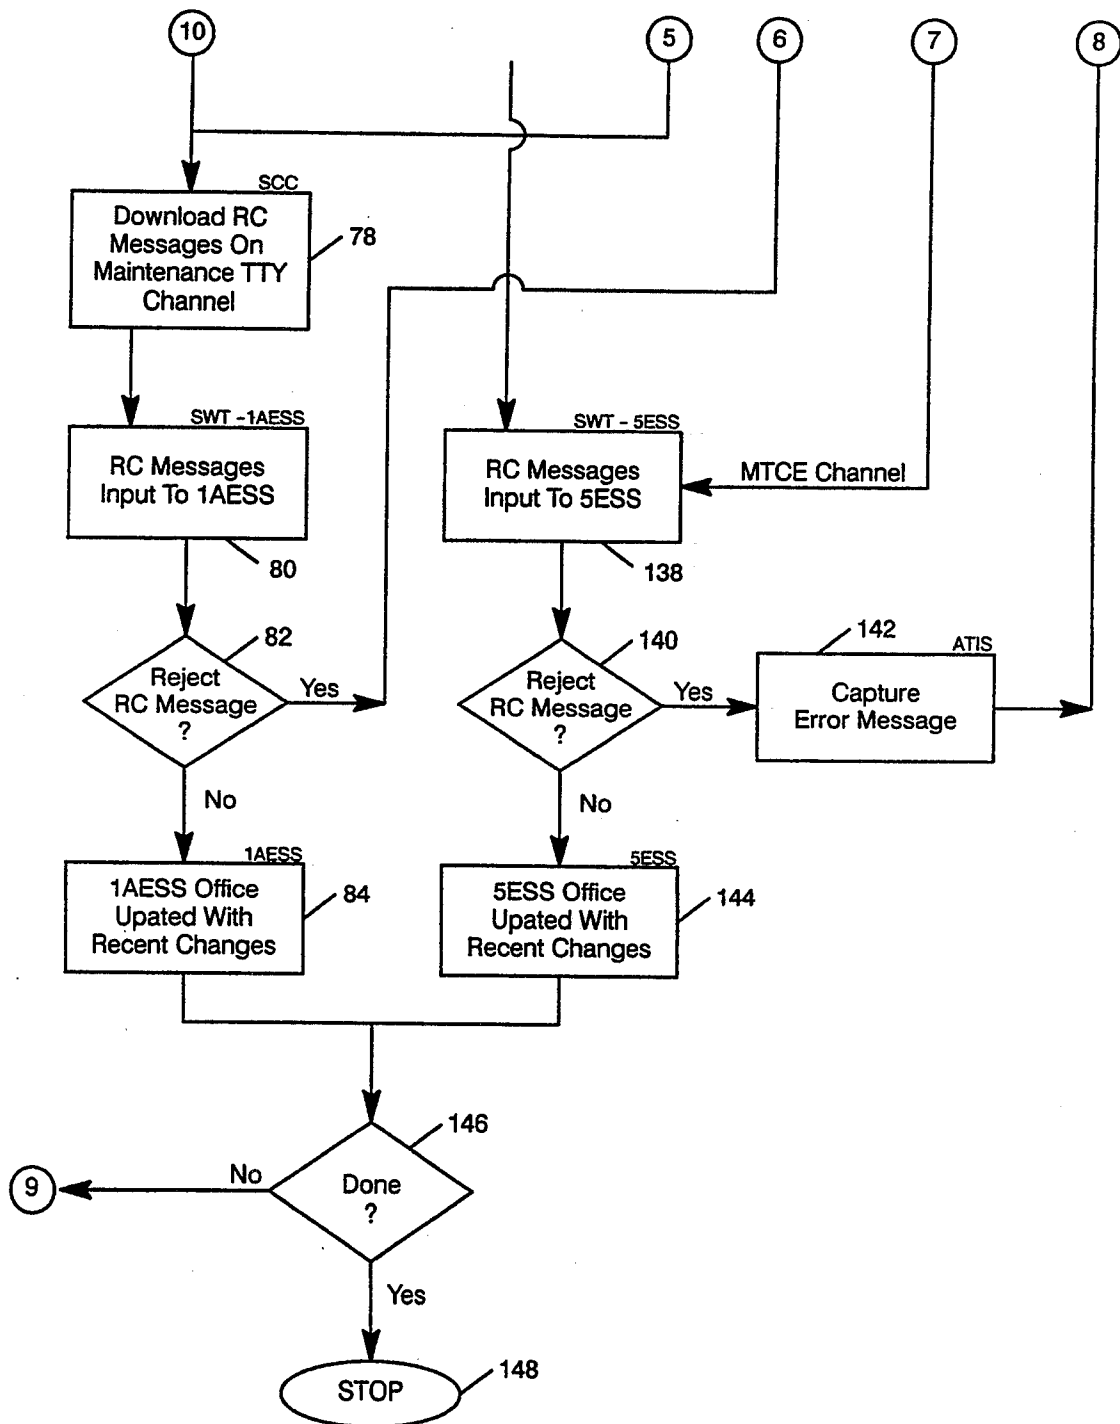 10
5
6
7
8
SCC
Download RC
Messages On
Maintenance TTY
Channel
78
SWT -1AESS
RC Messages
Input To 1AESS
80
SWT - 5ESS
RC Messages
Input To 5ESS
138
MTCE Channel
82
Reject
RC Message
?
Yes
No
140
Reject
RC Message
?
Yes
No
142
ATIS
Capture
Error Message
1AESS
1AESS Office
Upated With
Recent Changes
84
5ESS
5ESS Office
Upated With
Recent Changes
144
146
Done
?
No
9
Yes
STOP
148